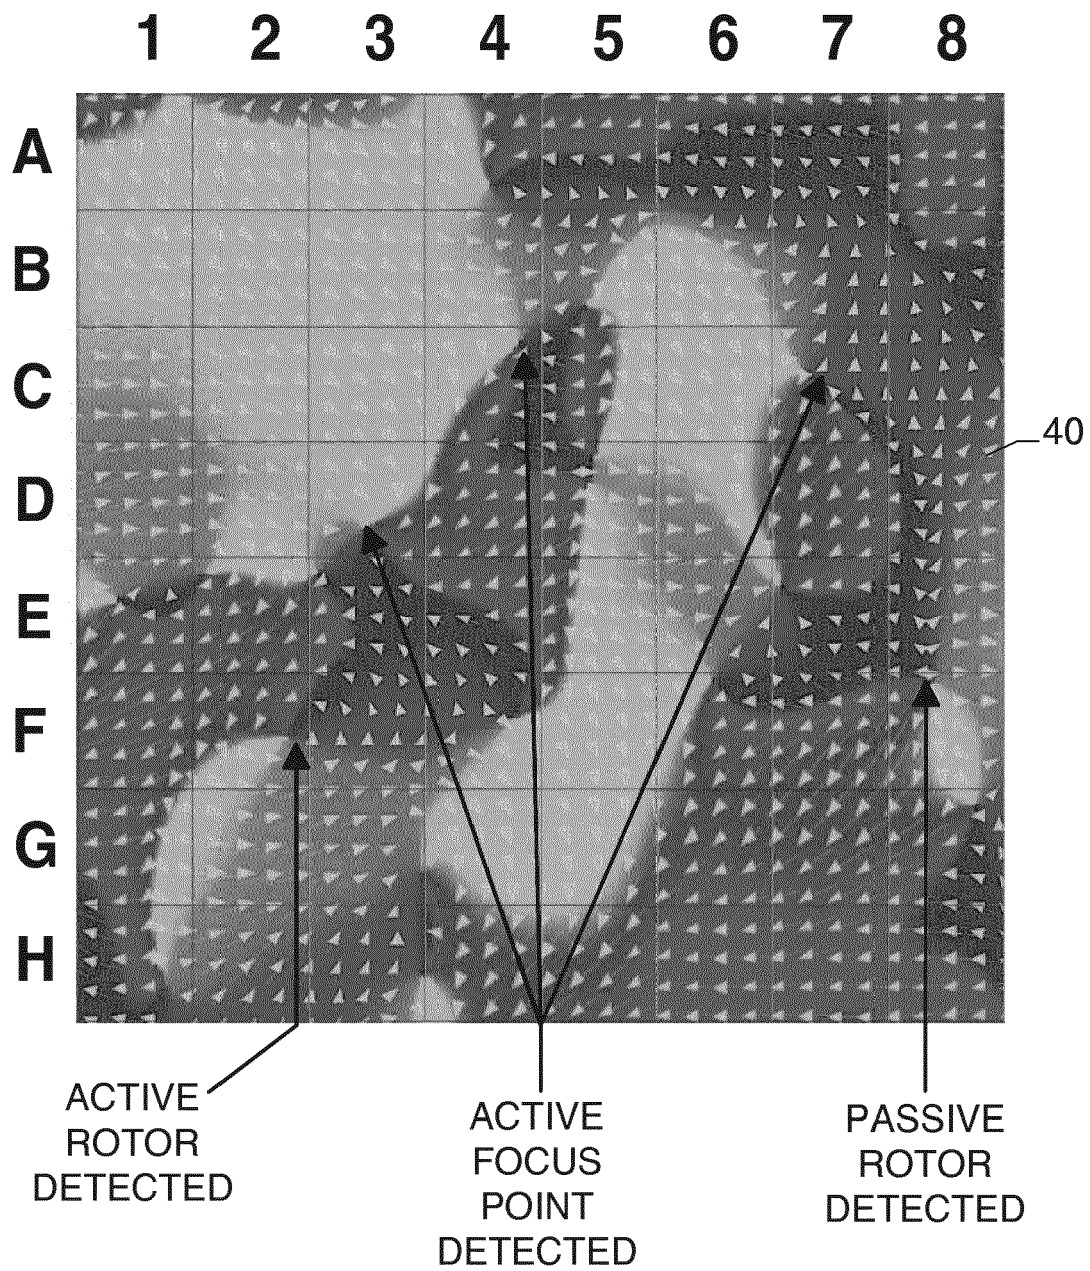 1 2 3 4 5 6 7 8
A
B
C
40
D
E
F
G
H
ACTIVE
ROTOR
DETECTED
ACTIVE
FOCUS
POINT
DETECTED
PASSIVE
ROTOR
DETECTED